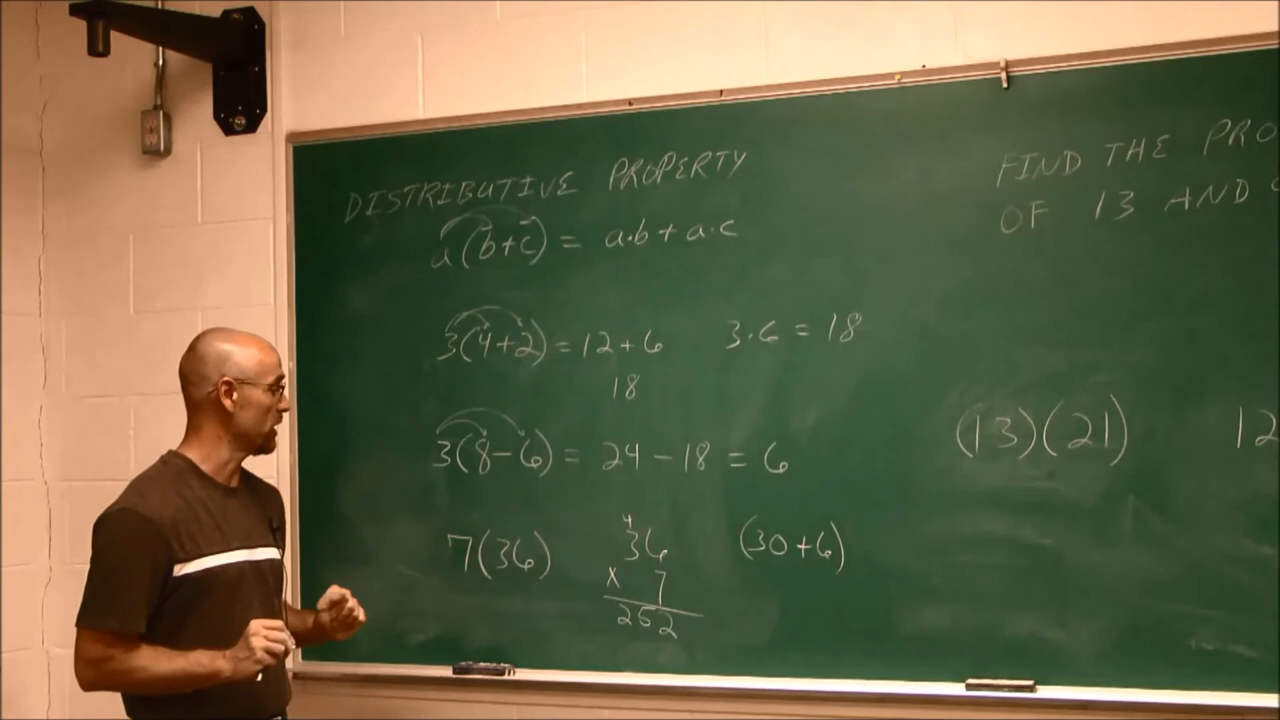 DISTRIBUTIVE PROPERTY
a(b+c) = a·b + a·c
3(4+2) = 12 + 6
18
3·6 = 18
3(8-6) = 24 - 18 = 6
7(36)
4
36
x 7
252
(30+6)
FIND THE PRO
OF 13 AND
(13)(21)
12